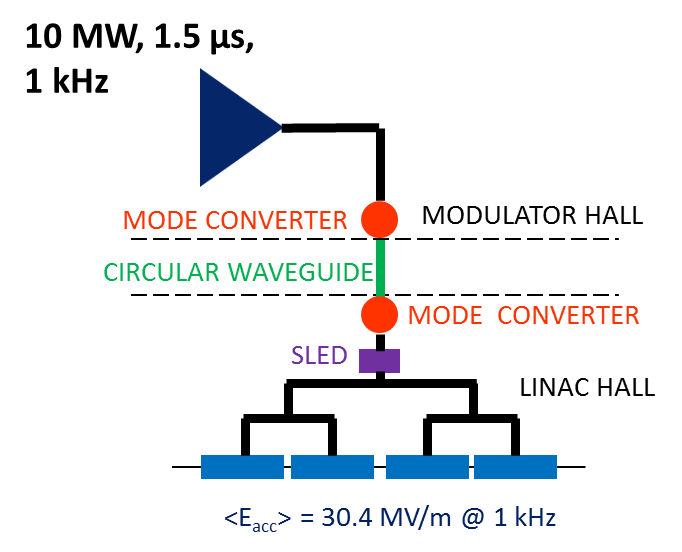 10 MW, 1.5 µs,
1 kHz
MODE CONVERTER
MODULATOR HALL
CIRCULAR WAVEGUIDE
MODE CONVERTER
SLED
LINAC HALL
<E_acc> = 30.4 MV/m @ 1 kHz